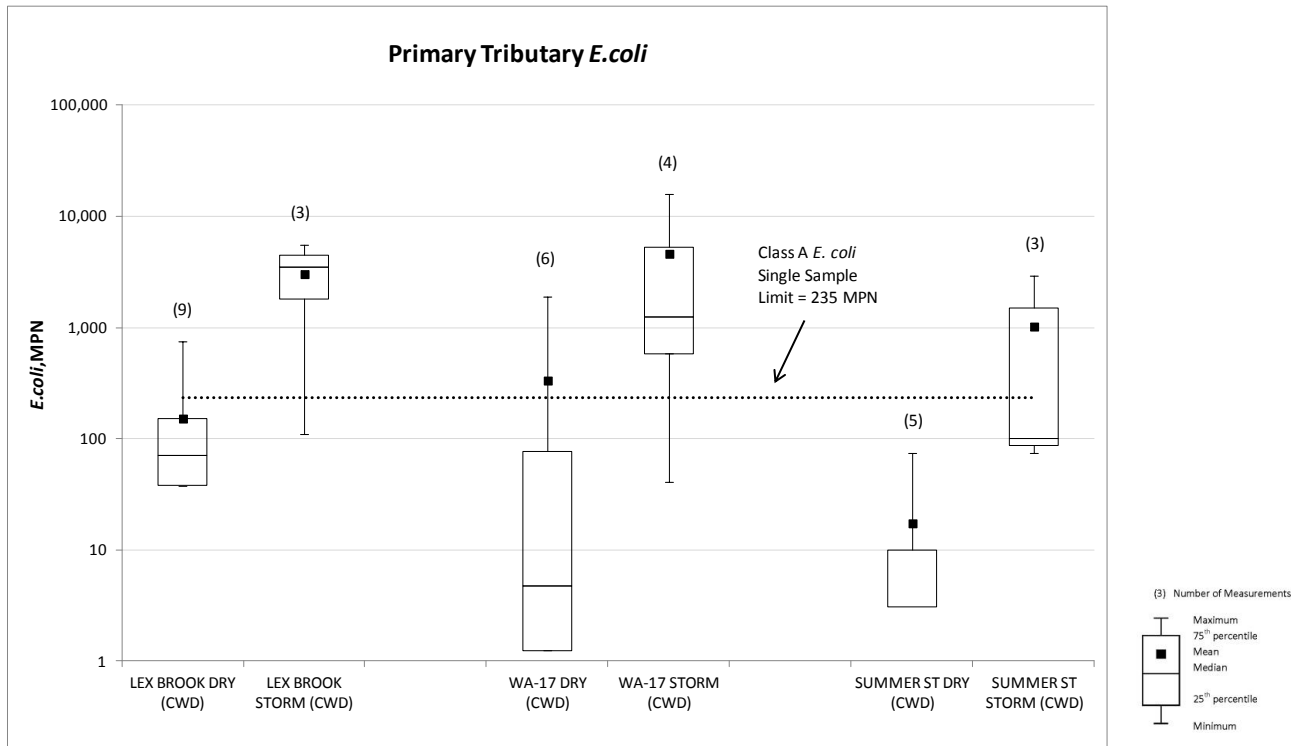 Primary Tributary E.coli
E.coli,MPN
100,000
10,000
1,000
100
10
1
(9)
(3)
(6)
(4)
(5)
(3)
Class A E. coli
Single Sample
Limit = 235 MPN
LEX BROOK DRY
(CWD)
LEX BROOK
STORM (CWD)
WA-17 DRY
(CWD)
WA-17 STORM
(CWD)
SUMMER ST DRY
(CWD)
SUMMER ST
STORM (CWD)
(3) Number of Measurements
Maximum
75th percentile
Mean
Median
25th percentile
Minimum